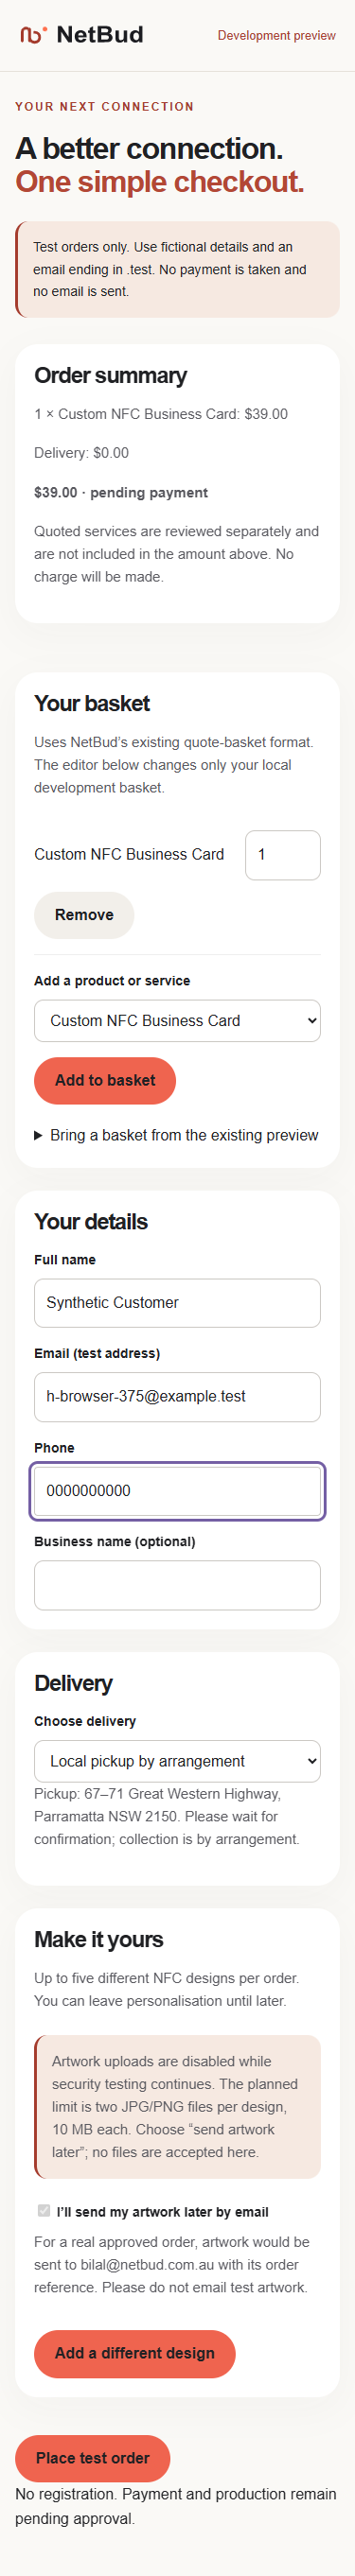 NetBud
Development preview
YOUR NEXT CONNECTION
A better connection.
One simple checkout.
Test orders only. Use fictional details and an
email ending in .test. No payment is taken and
no email is sent.
Order summary
1 × Custom NFC Business Card: $39.00
Delivery: $0.00
$39.00 · pending payment
Quoted services are reviewed separately and
are not included in the amount above. No
charge will be made.
Your basket
Uses NetBud’s existing quote-basket format.
The editor below changes only your local
development basket.
Custom NFC Business Card
1
Remove
Add a product or service
Custom NFC Business Card
Add to basket
Bring a basket from the existing preview
Your details
Full name
Synthetic Customer
Email (test address)
h-browser-375@example.test
Phone
0000000000
Business name (optional)
Delivery
Choose delivery
Local pickup by arrangement
Pickup: 67–71 Great Western Highway,
Parramatta NSW 2150. Please wait for
confirmation; collection is by arrangement.
Make it yours
Up to five different NFC designs per order.
You can leave personalisation until later.
Artwork uploads are disabled while
security testing continues. The planned
limit is two JPG/PNG files per design,
10 MB each. Choose “send artwork
later”; no files are accepted here.
I’ll send my artwork later by email
For a real approved order, artwork would be
sent to bilal@netbud.com.au with its order
reference. Please do not email test artwork.
Add a different design
Place test order
No registration. Payment and production remain
pending approval.